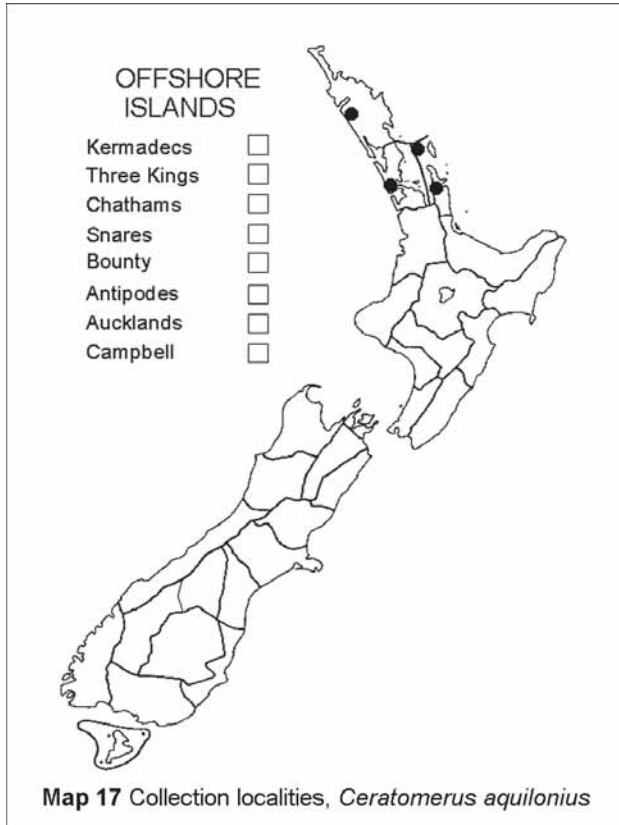 OFFSHORE
ISLANDS
Kermadecs
Three Kings
Chathams
Snares
Bounty
Antipodes
Aucklands
Campbell
Map 17 Collection localities, Ceratomerus aquilonius